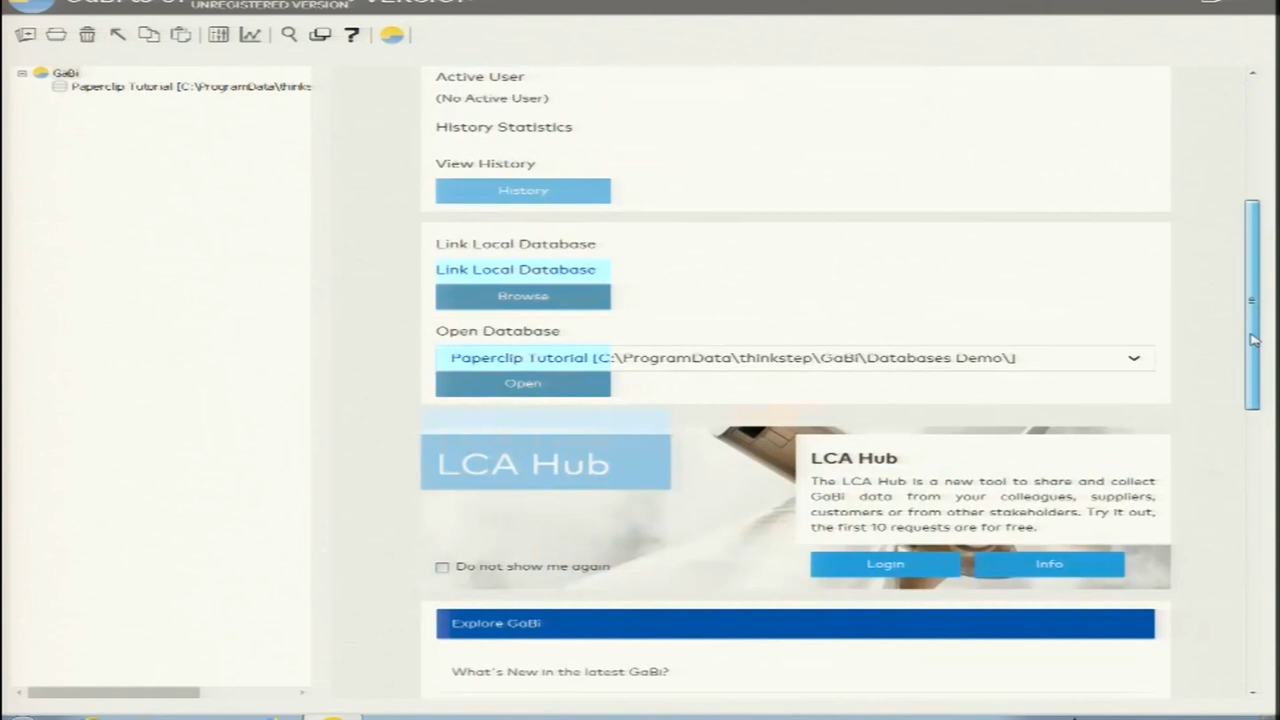 UNREGISTERED VERSION
GaBi
Paperclip Tutorial [C:\ProgramData\thinks
Active User
(No Active User)
History Statistics
View History
History
Link Local Database
Link Local Database
Browse
Open Database
Paperclip Tutorial [C:\ProgramData\thinkstep\GaBi\Databases Demo\]
Open
LCA Hub
LCA Hub
The LCA Hub is a new tool to share and collect
GaBi data from your colleagues, suppliers,
customers or from other stakeholders. Try it out,
the first 10 requests are for free.
Do not show me again
Login
Info
Explore GaBi
What's New in the latest GaBi?